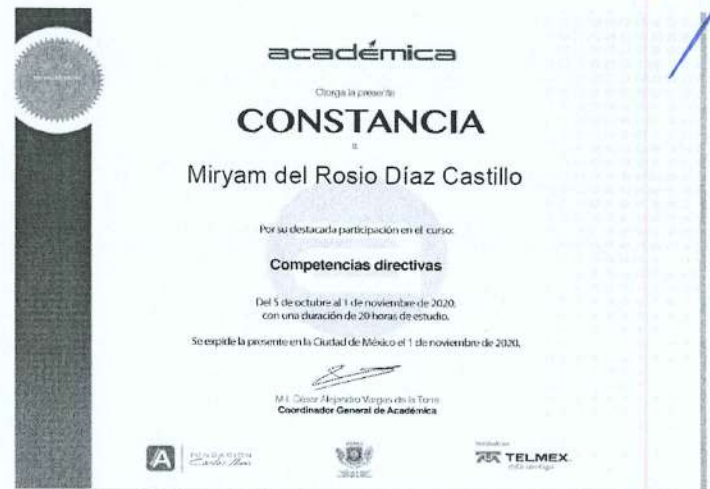 académica
Otorga la presente
CONSTANCIA
a
Miryam del Rosio Díaz Castillo
Por su destacada participación en el curso:
Competencias directivas
Del 5 de octubre al 1 de noviembre de 2020,
con una duración de 20 horas de estudio.
Se expide la presente en la Ciudad de México el 1 de noviembre de 2020.
M.I. César Alejandro Vargas de la Torre
Coordinador General de Académica
A
FUNDACIÓN
Carlos Slim
TELMEX